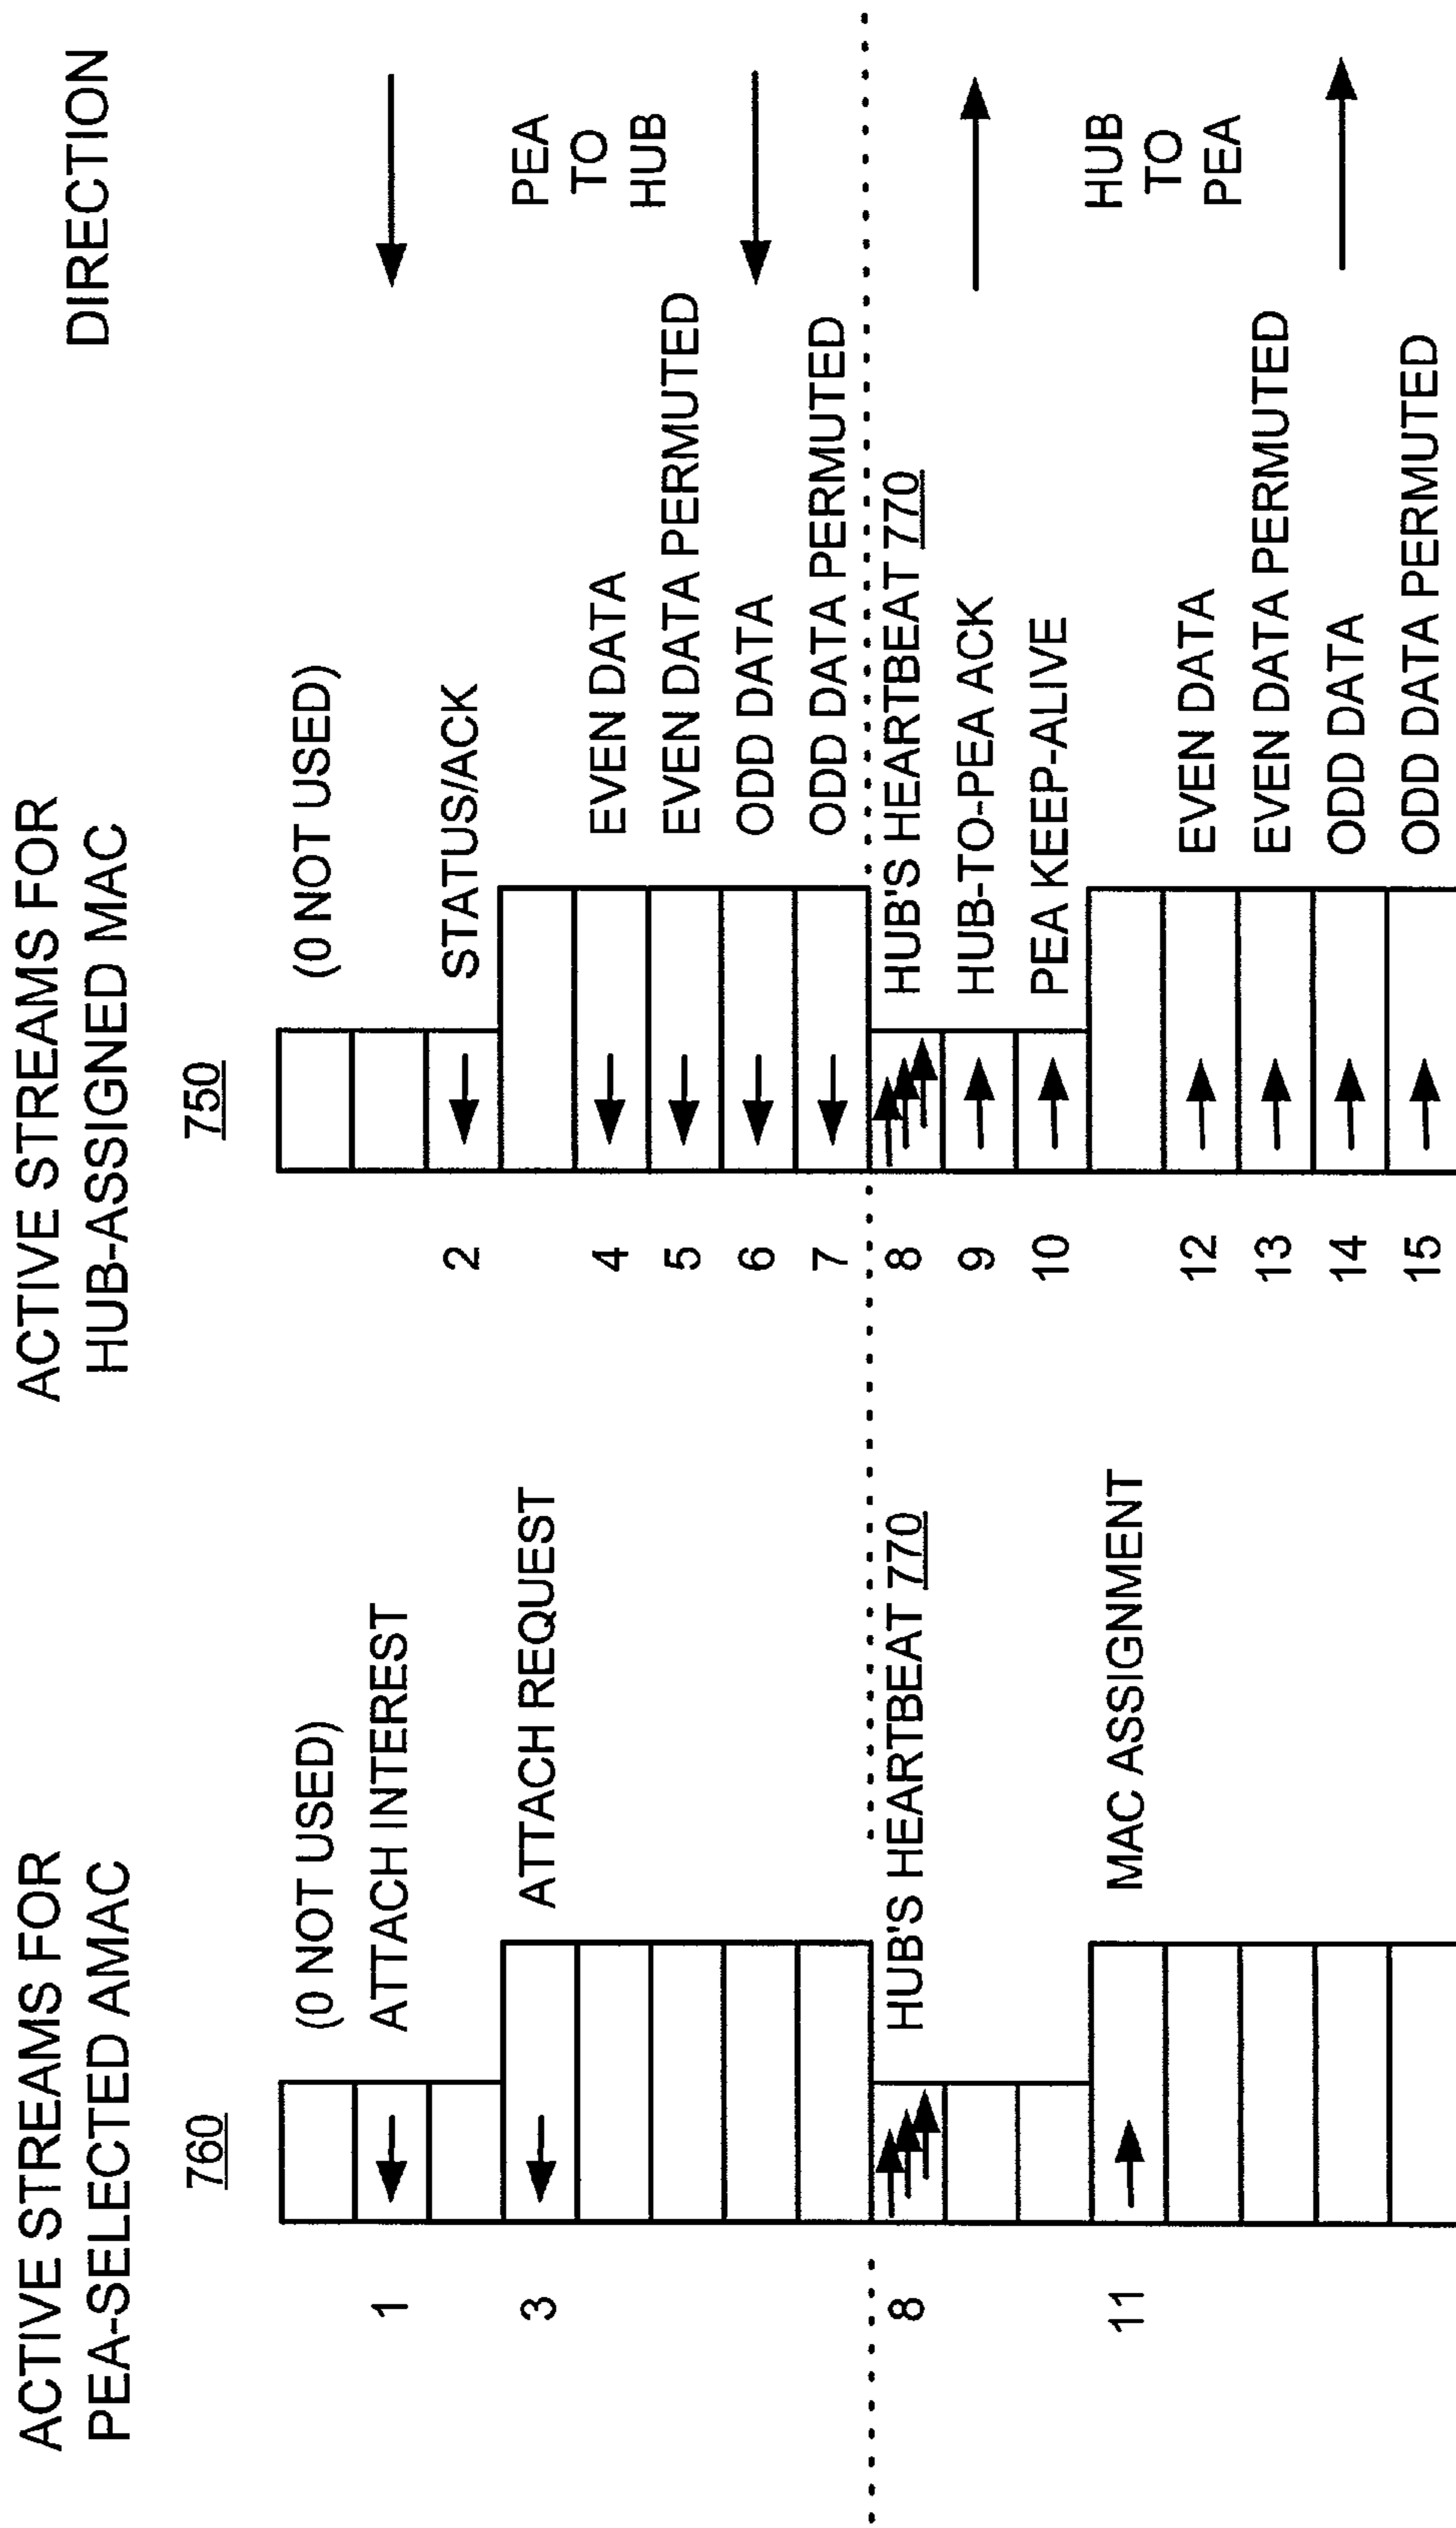 ACTIVE STREAMS FOR
PEA-SELECTED AMAC
760
(0 NOT USED)
1 ATTACH INTEREST
3 ATTACH REQUEST
8 HUB'S HEARTBEAT 770
11 MAC ASSIGNMENT
ACTIVE STREAMS FOR
HUB-ASSIGNED MAC
750
(0 NOT USED)
2 STATUS/ACK
4 EVEN DATA
5 EVEN DATA PERMUTED
6 ODD DATA
7 ODD DATA PERMUTED
8 HUB'S HEARTBEAT 770
9 HUB-TO-PEA ACK
10 PEA KEEP-ALIVE
12 EVEN DATA
13 EVEN DATA PERMUTED
14 ODD DATA
15 ODD DATA PERMUTED
DIRECTION
PEA
TO
HUB
HUB
TO
PEA